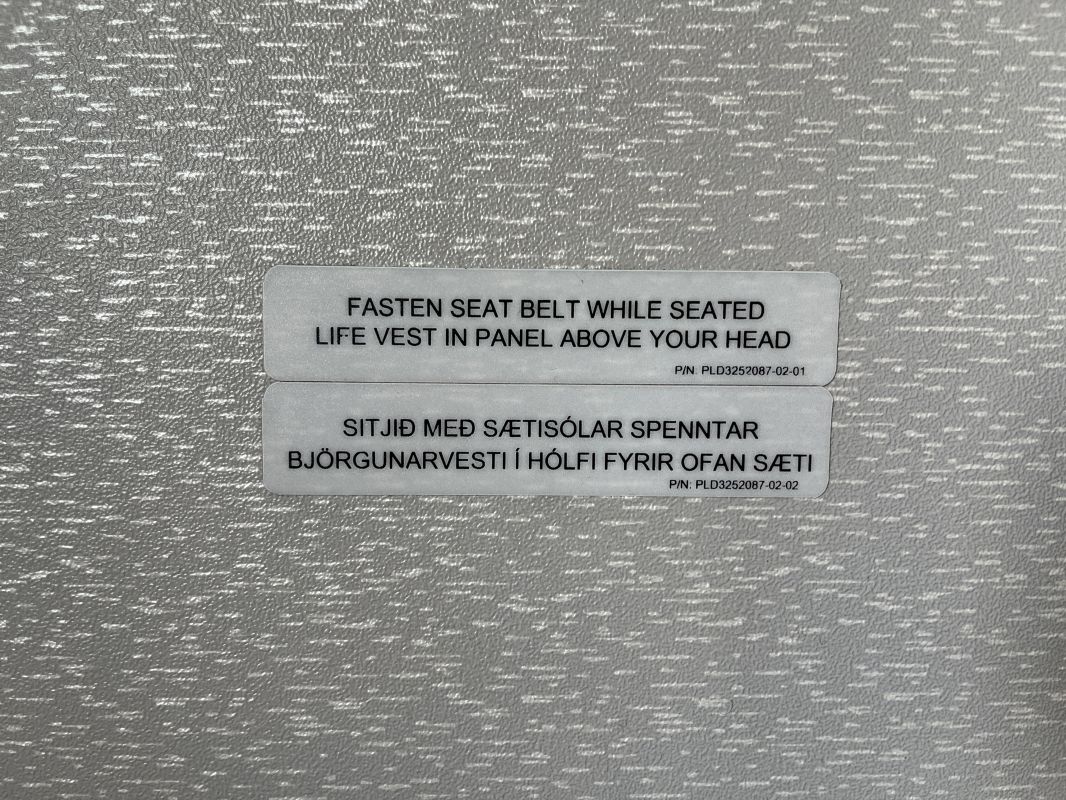 FASTEN SEAT BELT WHILE SEATED
LIFE VEST IN PANEL ABOVE YOUR HEAD
P/N: PLD3252087-02-01
SITJIÐ MEÐ SÆTISÓLAR SPENNTAR
BJÖRGUNARVESTI Í HÓLFI FYRIR OFAN SÆTI
P/N: PLD3252087-02-02